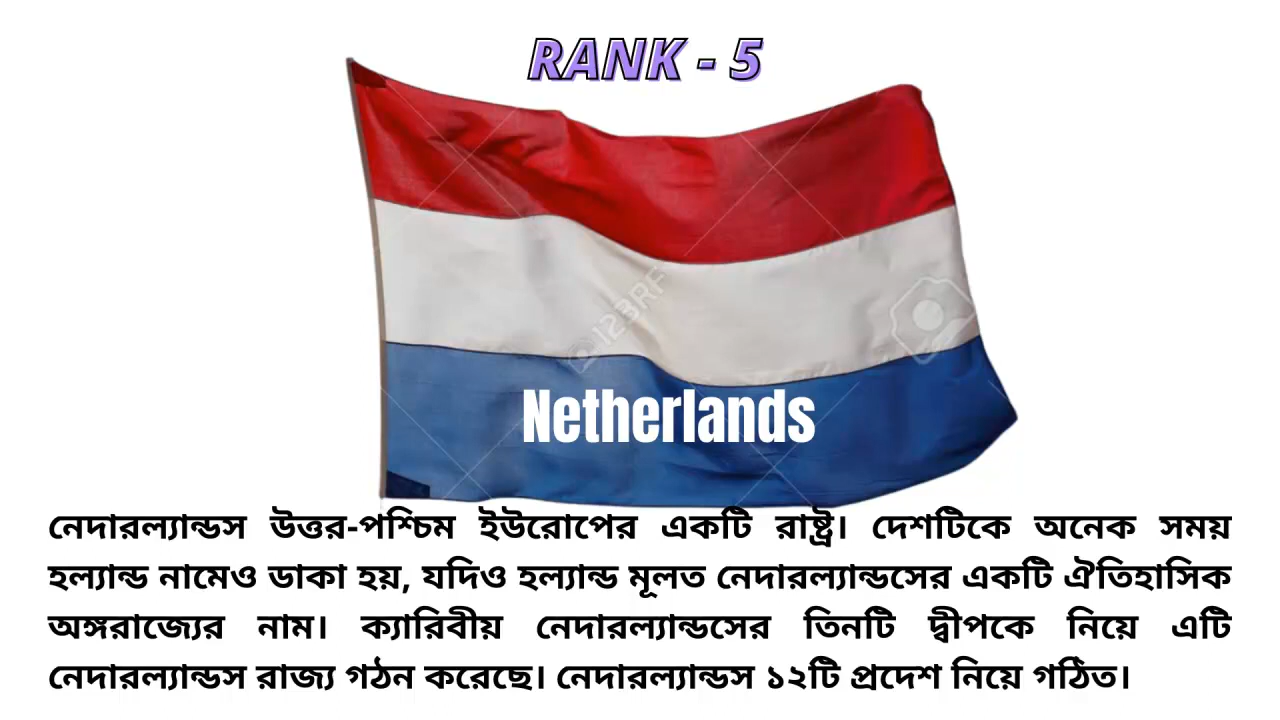 RANK - 5
123RF
Netherlands
নেদারল্যান্ডস উত্তর-পশ্চিম ইউরোপের একটি রাষ্ট্র। দেশটিকে অনেক সময়
হল্যান্ড নামেও ডাকা হয়, যদিও হল্যান্ড মূলত নেদারল্যান্ডসের একটি ঐতিহাসিক
অঙ্গরাজ্যের নাম। ক্যারিবীয় নেদারল্যান্ডসের তিনটি দ্বীপকে নিয়ে এটি
নেদারল্যান্ডস রাজ্য গঠন করেছে। নেদারল্যান্ডস ১২টি প্রদেশ নিয়ে গঠিত।